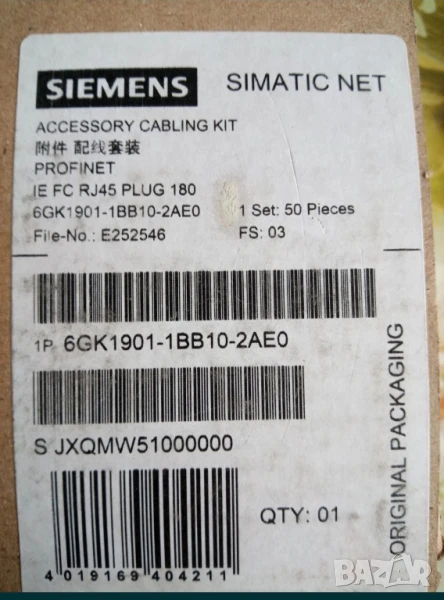 SIEMENS SIMATIC NET
ACCESSORY CABLING KIT
附件 配线套装
PROFINET
IE FC RJ45 PLUG 180
6GK1901-1BB10-2AE0 1 Set: 50 Pieces
File-No.: E252546 FS: 03
1P 6GK1901-1BB10-2AE0
S JXQMW51000000
QTY: 01
4 019169 404211
ORIGINAL PACKAGING
БАZАР